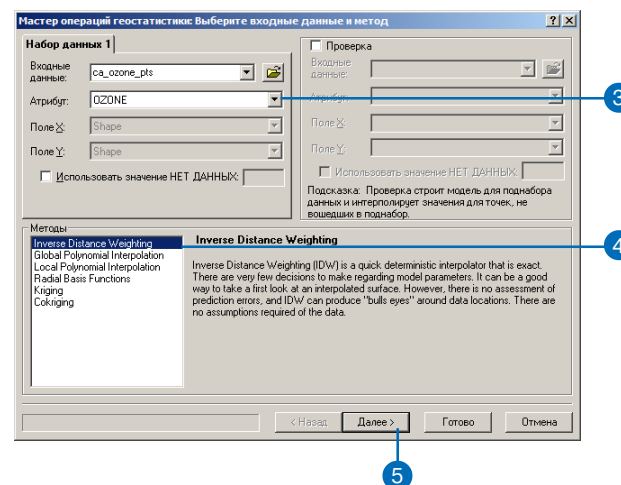 Мастер операций геостатистики: Выберите входные данные и метод
Набор данных 1
Входные данные:
ca_ozone_pts
Атрибут:
OZONE
Поле X:
Shape
Поле Y:
Shape
Использовать значение НЕТ ДАННЫХ:
Проверка
Входные данные:
Атрибут:
Поле X:
Поле Y:
Использовать значение НЕТ ДАННЫХ:
Подсказка: Проверка строит модель для поднабора
данных и интерполирует значения для точек, не
вошедших в поднабор.
3
Методы
Inverse Distance Weighting
Global Polynomial Interpolation
Local Polynomial Interpolation
Radial Basis Functions
Kriging
Cokriging
Inverse Distance Weighting
Inverse Distance Weighting (IDW) is a quick deterministic interpolator that is exact.
There are very few decisions to make regarding model parameters. It can be a good
way to take a first look at an interpolated surface. However, there is no assessment of
prediction errors, and IDW can produce "bulls eyes" around data locations. There are
no assumptions required of the data.
4
< Назад
Далее >
Готово
Отмена
5